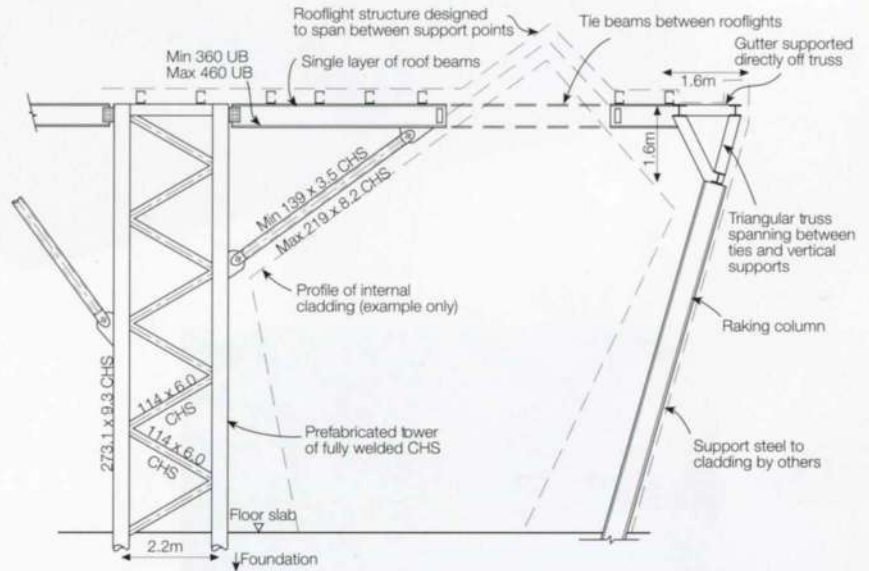 Rooflight structure designed
to span between support points
Tie beams between rooflights
Min 360 UB
Max 460 UB
Single layer of roof beams
Gutter supported
directly off truss
1.6m
1.6m
Min 139 x 3.5 CHS
Max 219 x 8.2 CHS
Triangular truss
spanning between
ties and vertical
supports
Profile of internal
cladding (example only)
Raking column
273.1 x 9.3 CHS
114 x 6.0
CHS
114 x 6.0
CHS
Prefabricated tower
of fully welded CHS
Support steel to
cladding by others
Floor slab
2.2m
Foundation